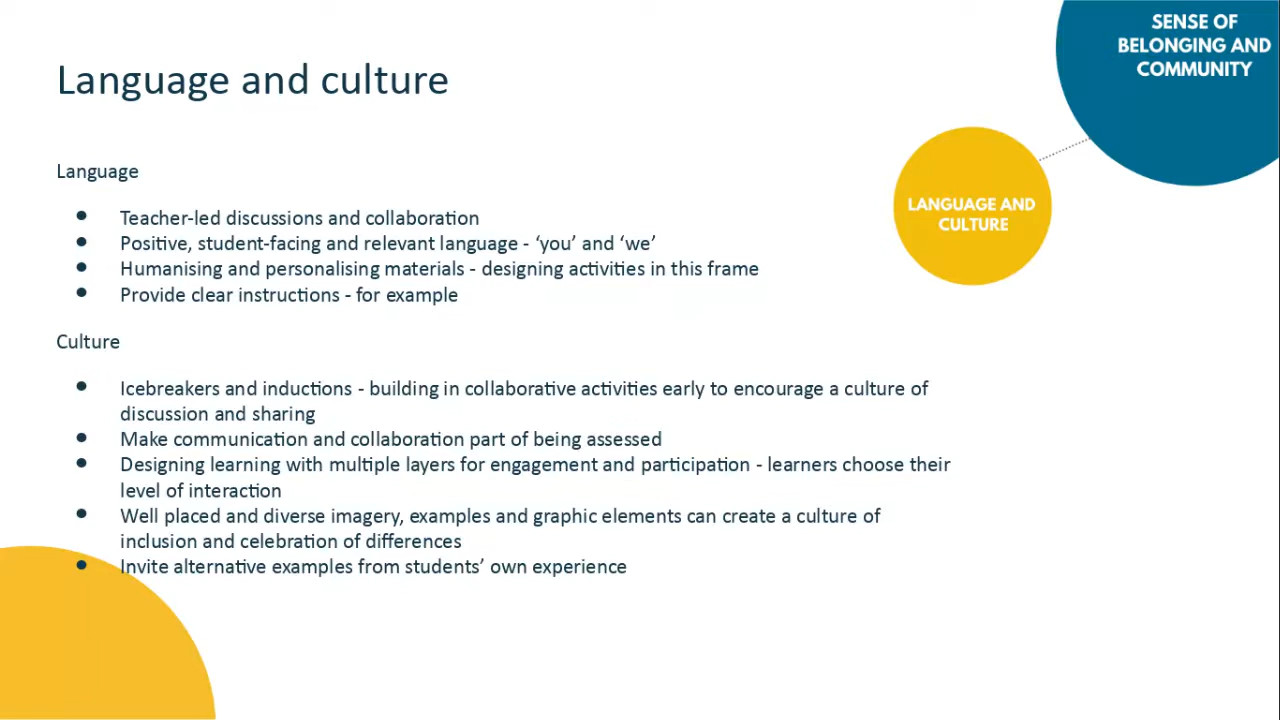 SENSE OF
BELONGING AND
COMMUNITY
Language and culture
LANGUAGE AND
CULTURE
Language
● Teacher-led discussions and collaboration
● Positive, student-facing and relevant language - ‘you’ and ‘we’
● Humanising and personalising materials - designing activities in this frame
● Provide clear instructions - for example
Culture
● Icebreakers and inductions - building in collaborative activities early to encourage a culture of
discussion and sharing
● Make communication and collaboration part of being assessed
● Designing learning with multiple layers for engagement and participation - learners choose their
level of interaction
● Well placed and diverse imagery, examples and graphic elements can create a culture of
inclusion and celebration of differences
● Invite alternative examples from students’ own experience